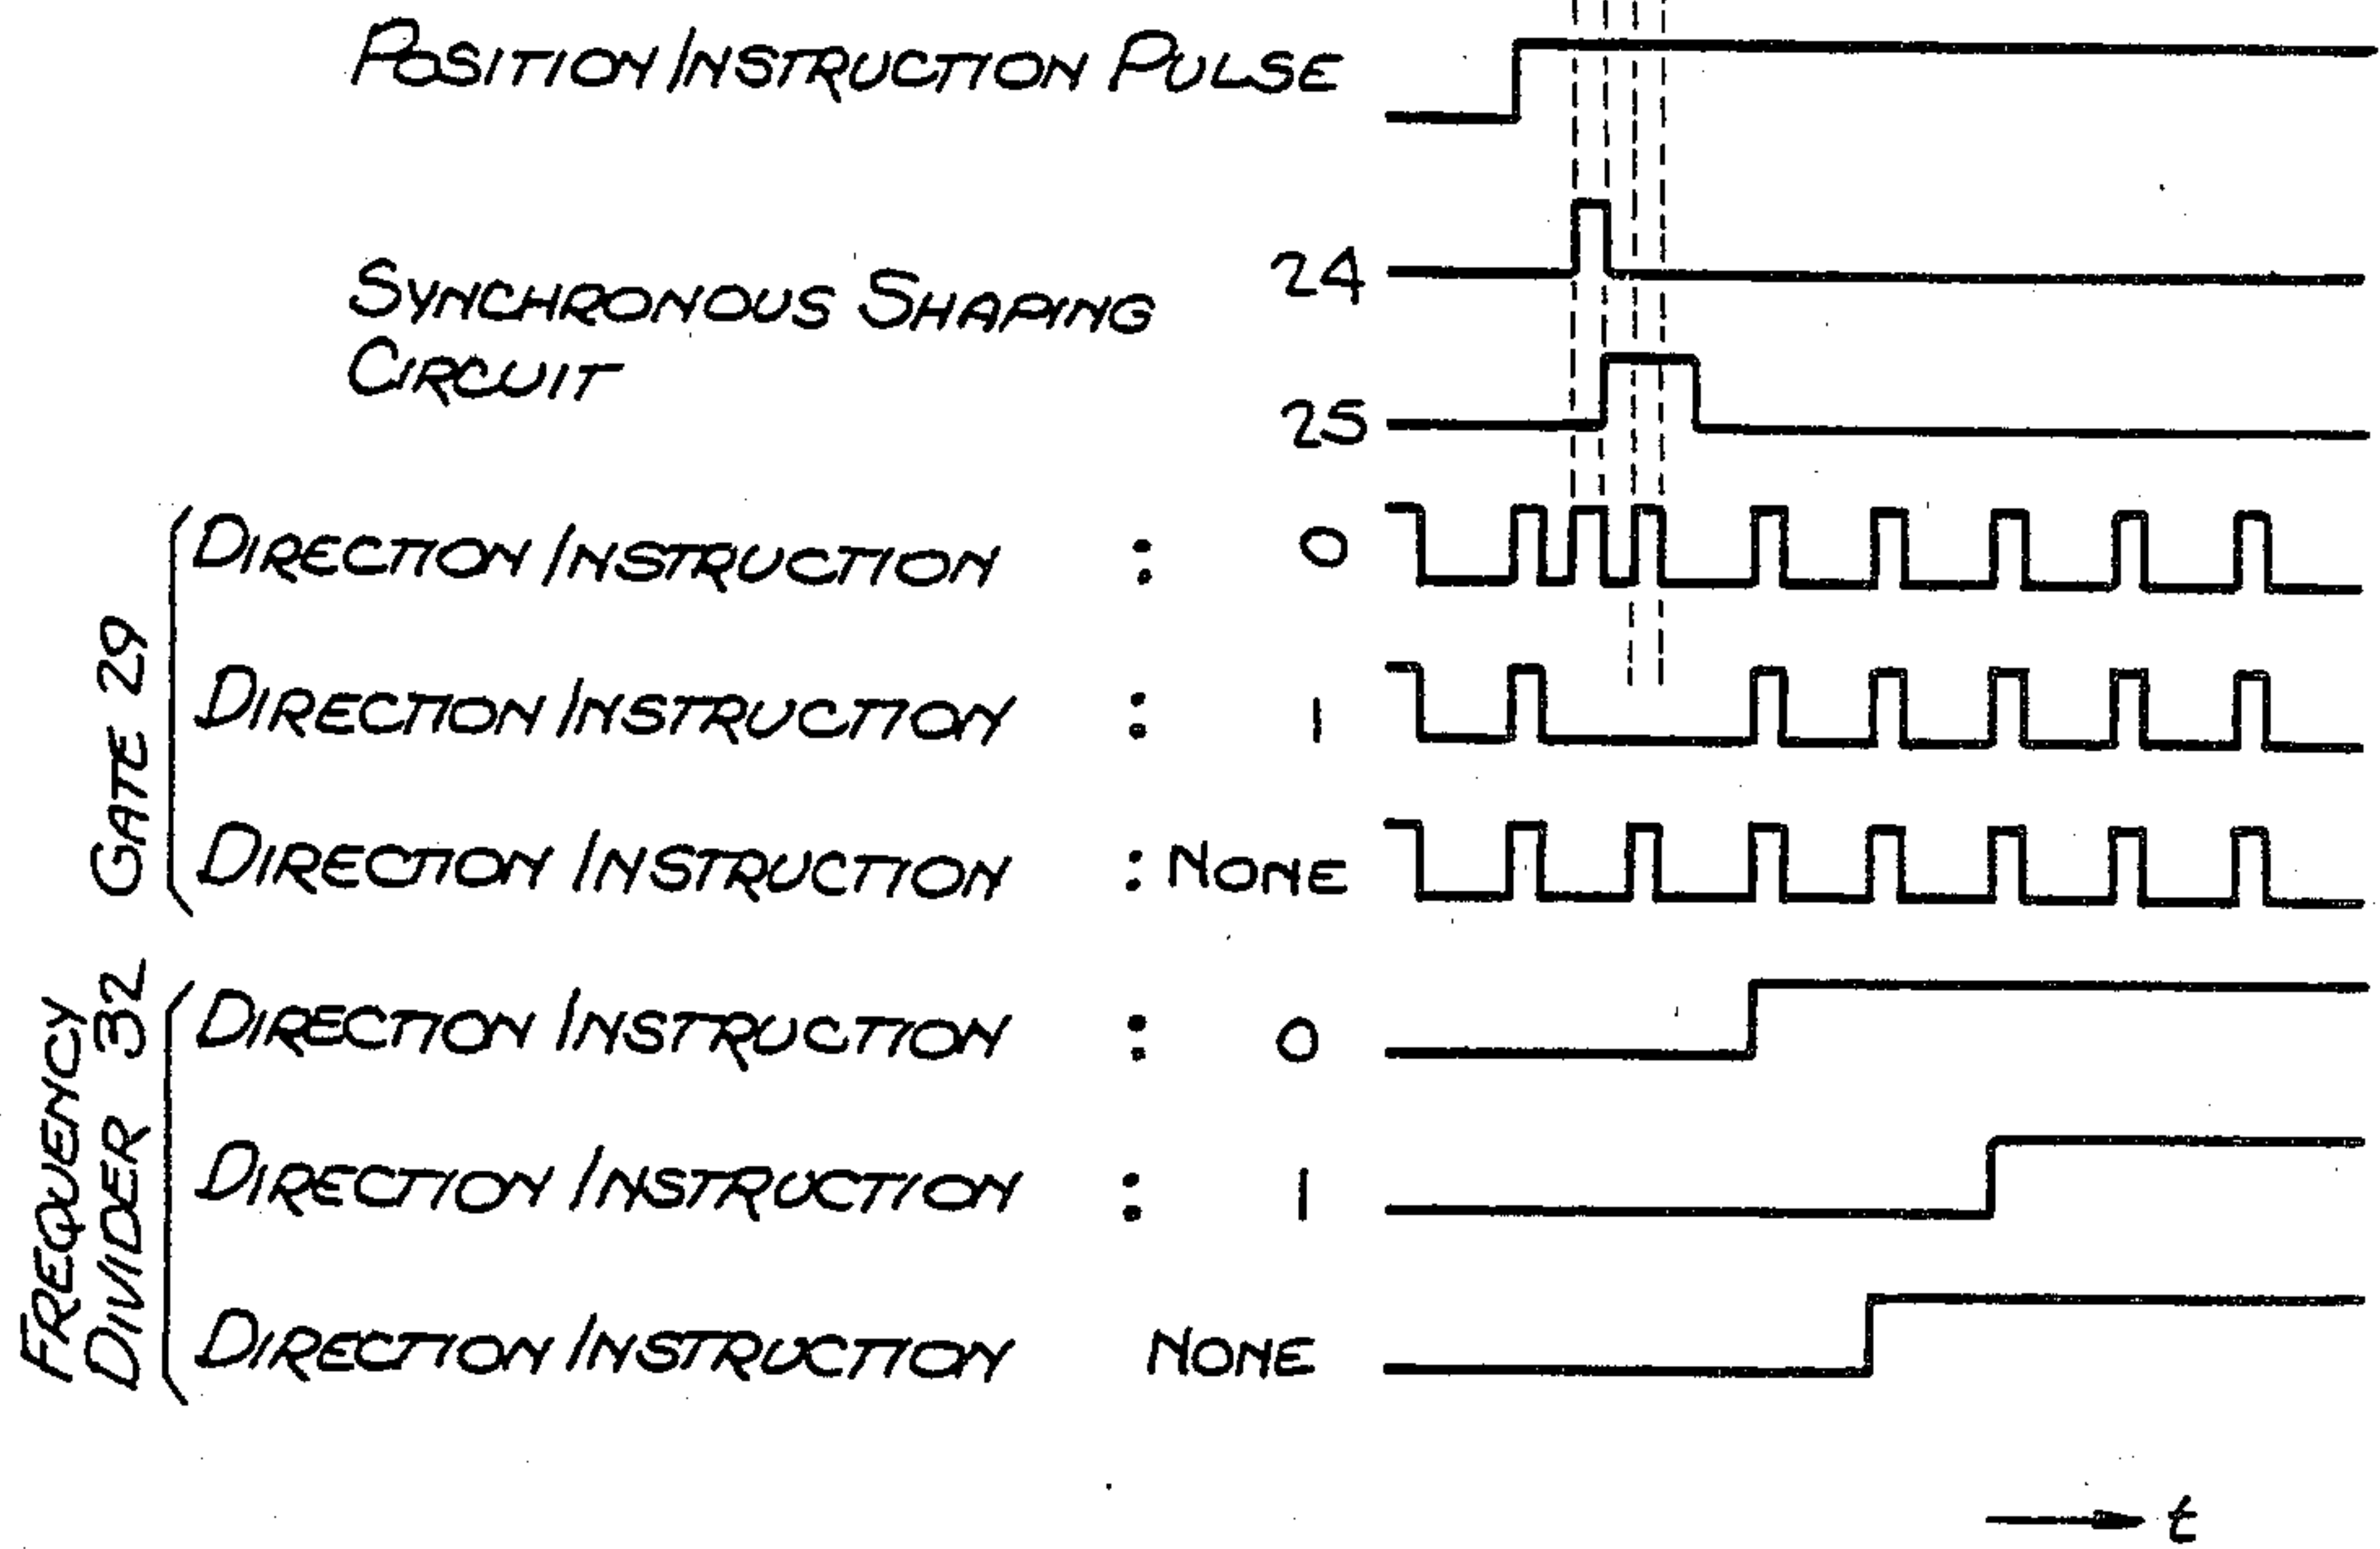 POSITION INSTRUCTION PULSE
SYNCHRONOUS SHAPING
CIRCUIT
24
25
GATE 29
DIRECTION INSTRUCTION : 0
DIRECTION INSTRUCTION : 1
DIRECTION INSTRUCTION : NONE
FREQUENCY
DIVIDER 32
DIRECTION INSTRUCTION : 0
DIRECTION INSTRUCTION : 1
DIRECTION INSTRUCTION NONE
t